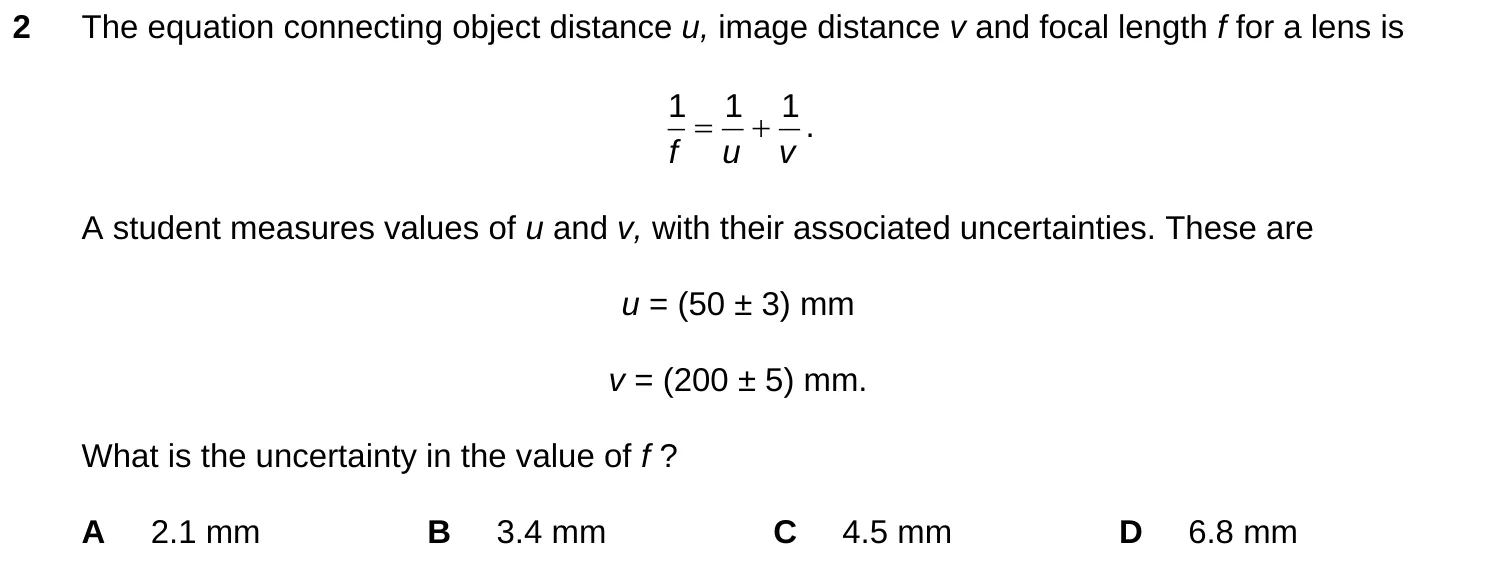 2 The equation connecting object distance u, image distance v and focal length f for a lens is
1/f = 1/u + 1/v.
A student measures values of u and v, with their associated uncertainties. These are
u = (50 ± 3) mm
v = (200 ± 5) mm.
What is the uncertainty in the value of f ?
A 2.1 mm B 3.4 mm C 4.5 mm D 6.8 mm